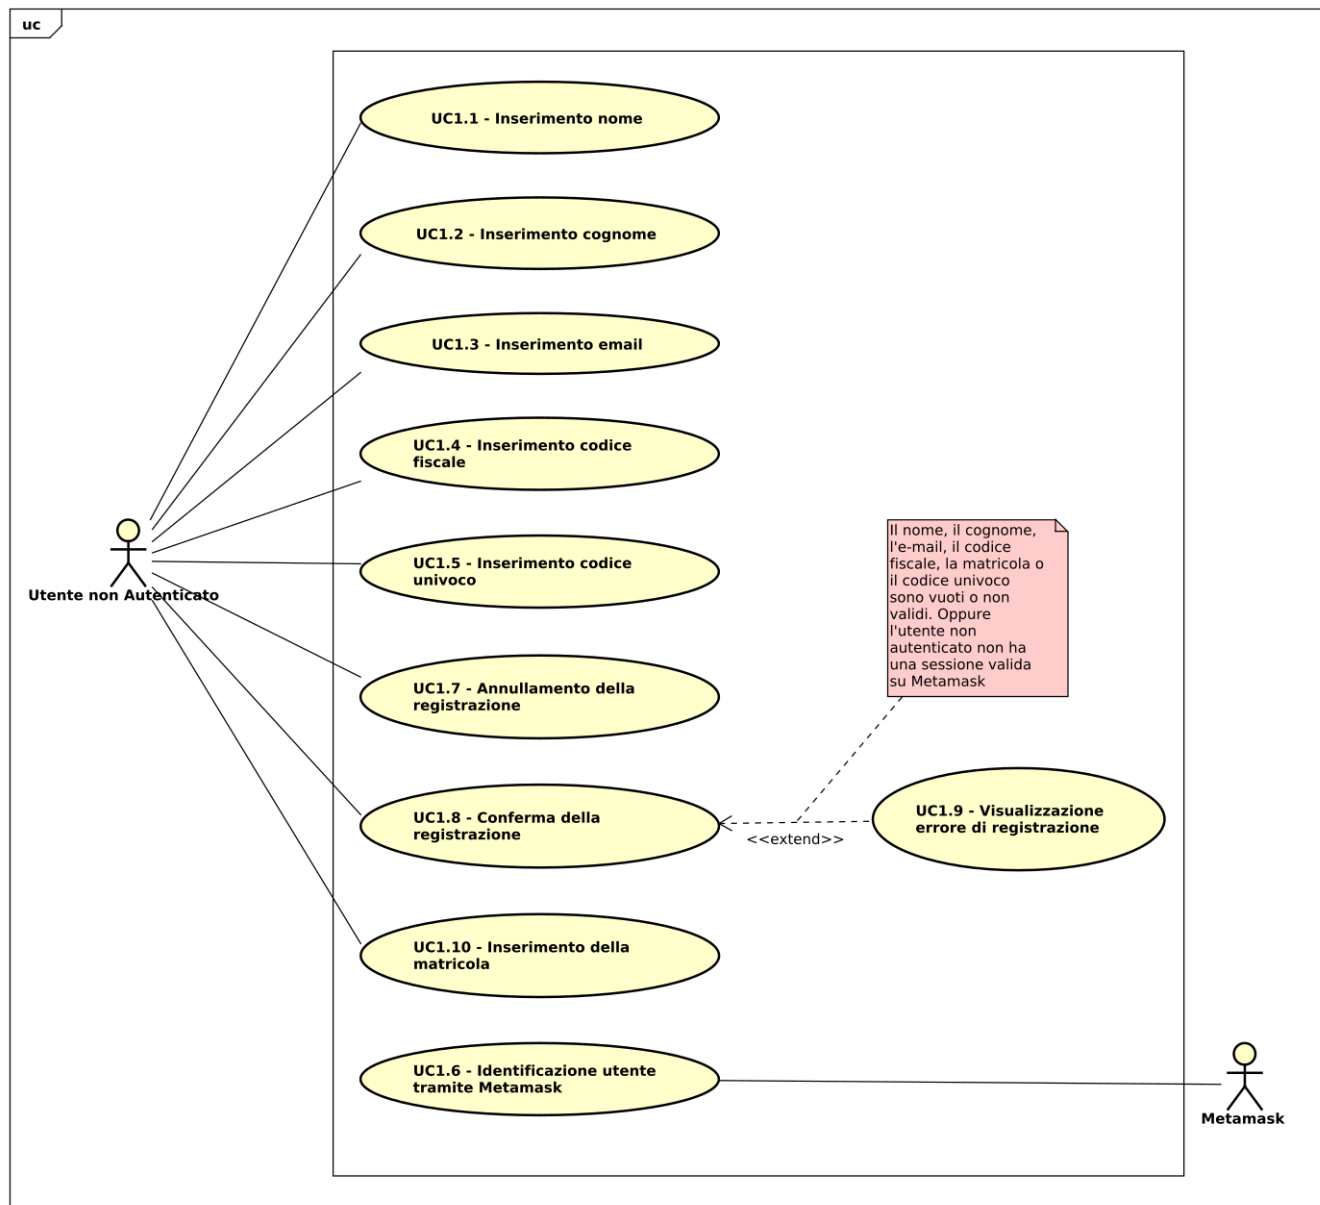 uc
UC1.1 - Inserimento nome
UC1.2 - Inserimento cognome
UC1.3 - Inserimento email
UC1.4 - Inserimento codice
fiscale
UC1.5 - Inserimento codice
univoco
Il nome, il cognome,
l'e-mail, il codice
fiscale, la matricola o
il codice univoco
sono vuoti o non
validi. Oppure
l'utente non
autenticato non ha
una sessione valida
su Metamask
Utente non Autenticato
UC1.7 - Annullamento della
registrazione
UC1.8 - Conferma della
registrazione
<<extend>>
UC1.9 - Visualizzazione
errore di registrazione
UC1.10 - Inserimento della
matricola
UC1.6 - Identificazione utente
tramite Metamask
Metamask